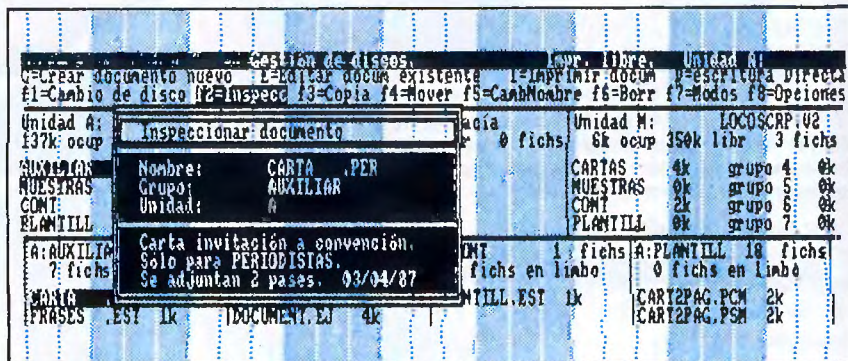 Gestión de discos. Impr. libre. Unidad A:
C=Crear documento nuevo E=Editar docum existente I=Imprimir docum D=escritura Directa
f1=Cambio de disco f2=Inspecc f3=Copia f4=Mover f5=CambNombre f6=Borr f7=Modos f8=Opciones
Unidad A: Inspeccionar documento acía Unidad M: LOCOSCRP.V2
137k ocup 0 fichs 6k ocup 350k libr 3 fichs
AUXILIAR Nombre: CARTA .PER CARTAS 4k grupo 4 0k
MUESTRAS Grupo: AUXILIAR MUESTRAS 0k grupo 5 0k
CONT Unidad: A CONT 2k grupo 6 0k
PLANTILL PLANTILL 0k grupo 7 0k
A:AUXILIA Carta invitación a convención. 1 fichs A:PLANTILL 18 fichs
7 fichs Sólo para PERIODISTAS. fichs en limbo 0 fichs en limbo
Se adjuntan 2 pases. 03/04/87
CARTA NTILL.EST 1k CART2PAG.PCM 2k
FRASES .EST 1k DOCUMENT.EJ 4k CART2PAG.PSM 2k